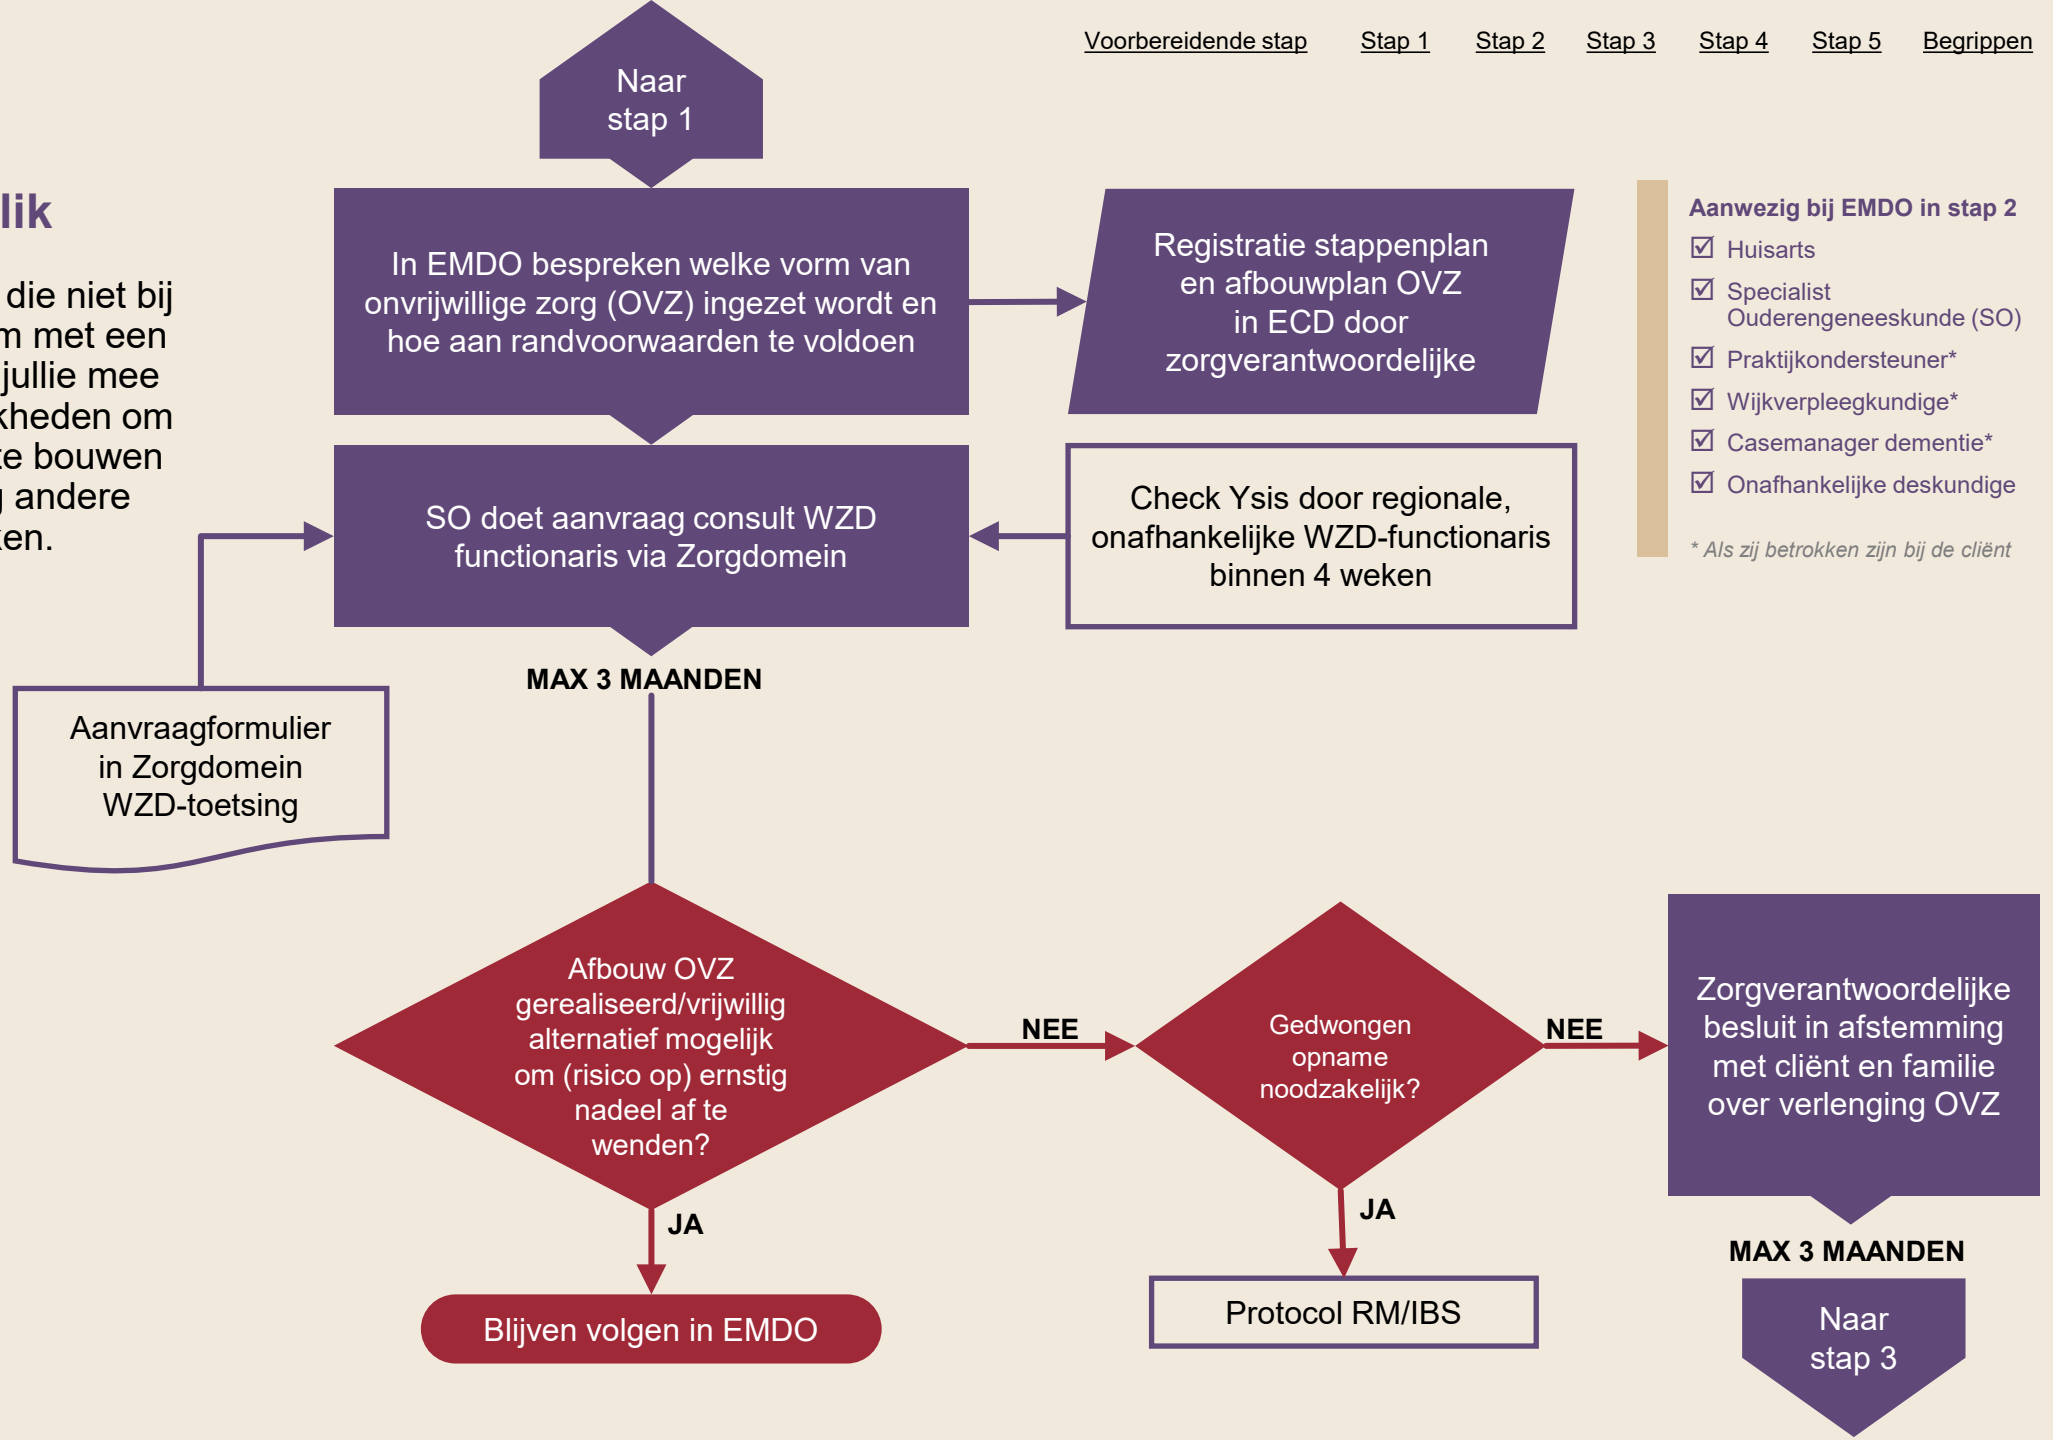 Voorbereidende stap Stap 1 Stap 2 Stap 3 Stap 4 Stap 5 Begrippen
Naar
stap 1
lik
die niet bij
m met een
jullie mee
kheden om
te bouwen
g andere
ken.
In EMDO bespreken welke vorm van
onvrijwillige zorg (OVZ) ingezet wordt en
hoe aan randvoorwaarden te voldoen
Registratie stappenplan
en afbouwplan OVZ
in ECD door
zorgverantwoordelijke
Aanwezig bij EMDO in stap 2
Huisarts
Specialist
Ouderengeneeskunde (SO)
Praktijkondersteuner*
Wijkverpleegkundige*
Casemanager dementie*
Onafhankelijke deskundige
* Als zij betrokken zijn bij de cliënt
SO doet aanvraag consult WZD
functionaris via Zorgdomein
Check Ysis door regionale,
onafhankelijke WZD-functionaris
binnen 4 weken
MAX 3 MAANDEN
Aanvraagformulier
in Zorgdomein
WZD-toetsing
Afbouw OVZ
gerealiseerd/vrijwillig
alternatief mogelijk
om (risico op) ernstig
nadeel af te
wenden?
NEE
Gedwongen
opname
noodzakelijk?
NEE
Zorgverantwoordelijke
besluit in afstemming
met cliënt en familie
over verlenging OVZ
JA
JA
MAX 3 MAANDEN
Blijven volgen in EMDO
Protocol RM/IBS
Naar
stap 3